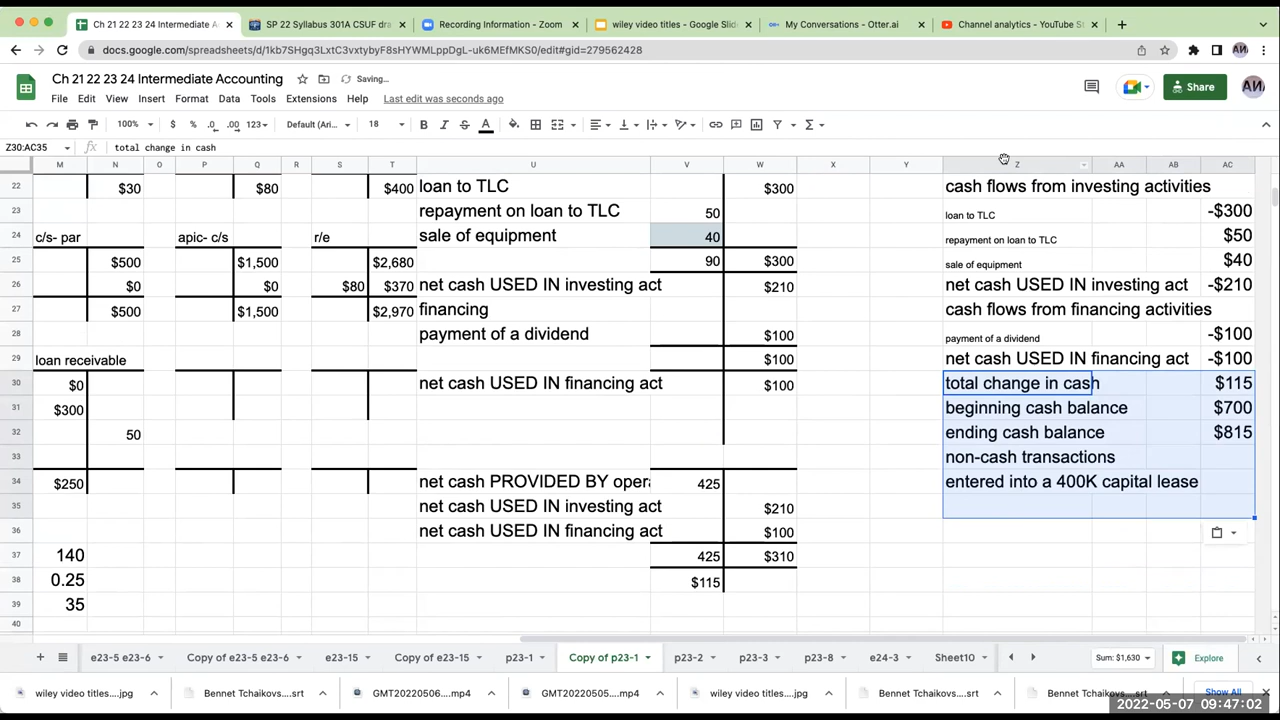 Ch 21 22 23 24 Intermediate Accounting
SP 22 Syllabus 301A CSUF dra
Recording Information - Zoom
wiley video titles - Google Slid
My Conversations - Otter.ai
Channel analytics - YouTube St
docs.google.com/spreadsheets/d/1kb7SHgq3LxtC3vxtybyF8sHYWMLppDgL-uk6MEfMKS0/edit#gid=279562428
Ch 21 22 23 24 Intermediate Accounting
Saving...
File Edit View Insert Format Data Tools Extensions Help Last edit was seconds ago
Share
100% $ % .0 .00 123 Default (Ari... 18 B I S A
Z30:AC35 fx total change in cash
M N O P Q R S T U V W X Y Z AA AB AC
22 $30 $80 $400 loan to TLC $300 cash flows from investing activities
23 repayment on loan to TLC 50 loan to TLC -$300
24 c/s- par apic- c/s r/e sale of equipment 40 repayment on loan to TLC $50
25 $500 $1,500 $2,680 90 $300 sale of equipment $40
26 $0 $0 $80 $370 net cash USED IN investing act $210 net cash USED IN investing act -$210
27 $500 $1,500 $2,970 financing cash flows from financing activities
28 payment of a dividend $100 payment of a dividend -$100
29 loan receivable $100 net cash USED IN financing act -$100
30 $0 net cash USED IN financing act $100 total change in cash $115
31 $300 beginning cash balance $700
32 50 ending cash balance $815
33 non-cash transactions
34 $250 net cash PROVIDED BY opera 425 entered into a 400K capital lease
35 net cash USED IN investing act $210
36 net cash USED IN financing act $100
37 140 425 $310
38 0.25 $115
39 35
40
e23-5 e23-6 Copy of e23-5 e23-6 e23-15 Copy of e23-15 p23-1 Copy of p23-1 p23-2 p23-3 p23-8 e24-3 Sheet10 Sum: $1,630 Explore
wiley video titles....jpg Bennet Tchaikovs....srt GMT20220506....mp4 GMT20220505....mp4 wiley video titles....jpg Bennet Tchaikovs....srt Bennet Tchaikovs....srt Show All
2022-05-07 09:47:02